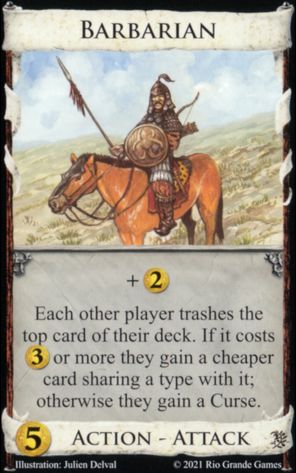 BARBARIAN
+ 2
Each other player trashes the
top card of their deck. If it costs
3 or more they gain a cheaper
card sharing a type with it;
otherwise they gain a Curse.
5 ACTION - ATTACK
Illustration: Julien Delval © 2021 Rio Grande Games